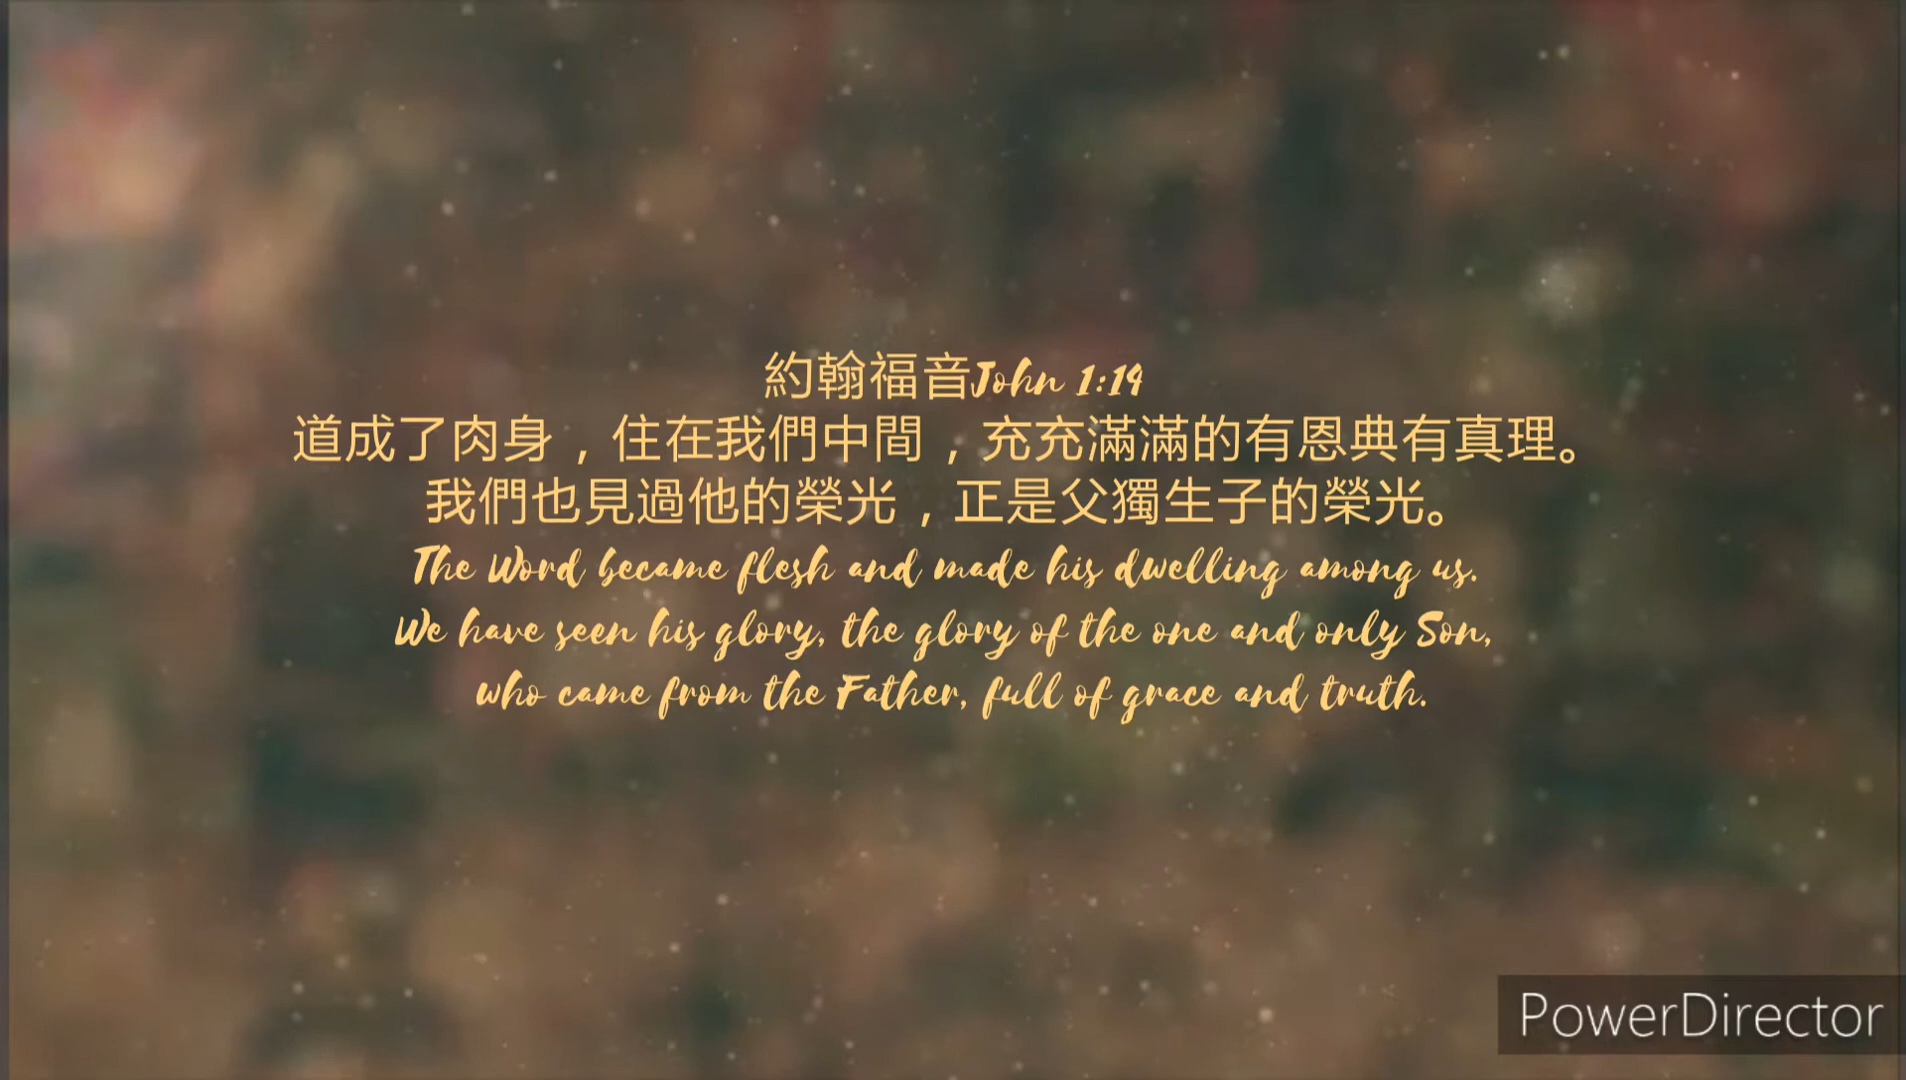 約翰福音John 1:14
道成了肉身，住在我們中間，充充滿滿的有恩典有真理。
我們也見過他的榮光，正是父獨生子的榮光。
The Word became flesh and made his dwelling among us.
We have seen his glory, the glory of the one and only Son,
who came from the Father, full of grace and truth.
PowerDirector